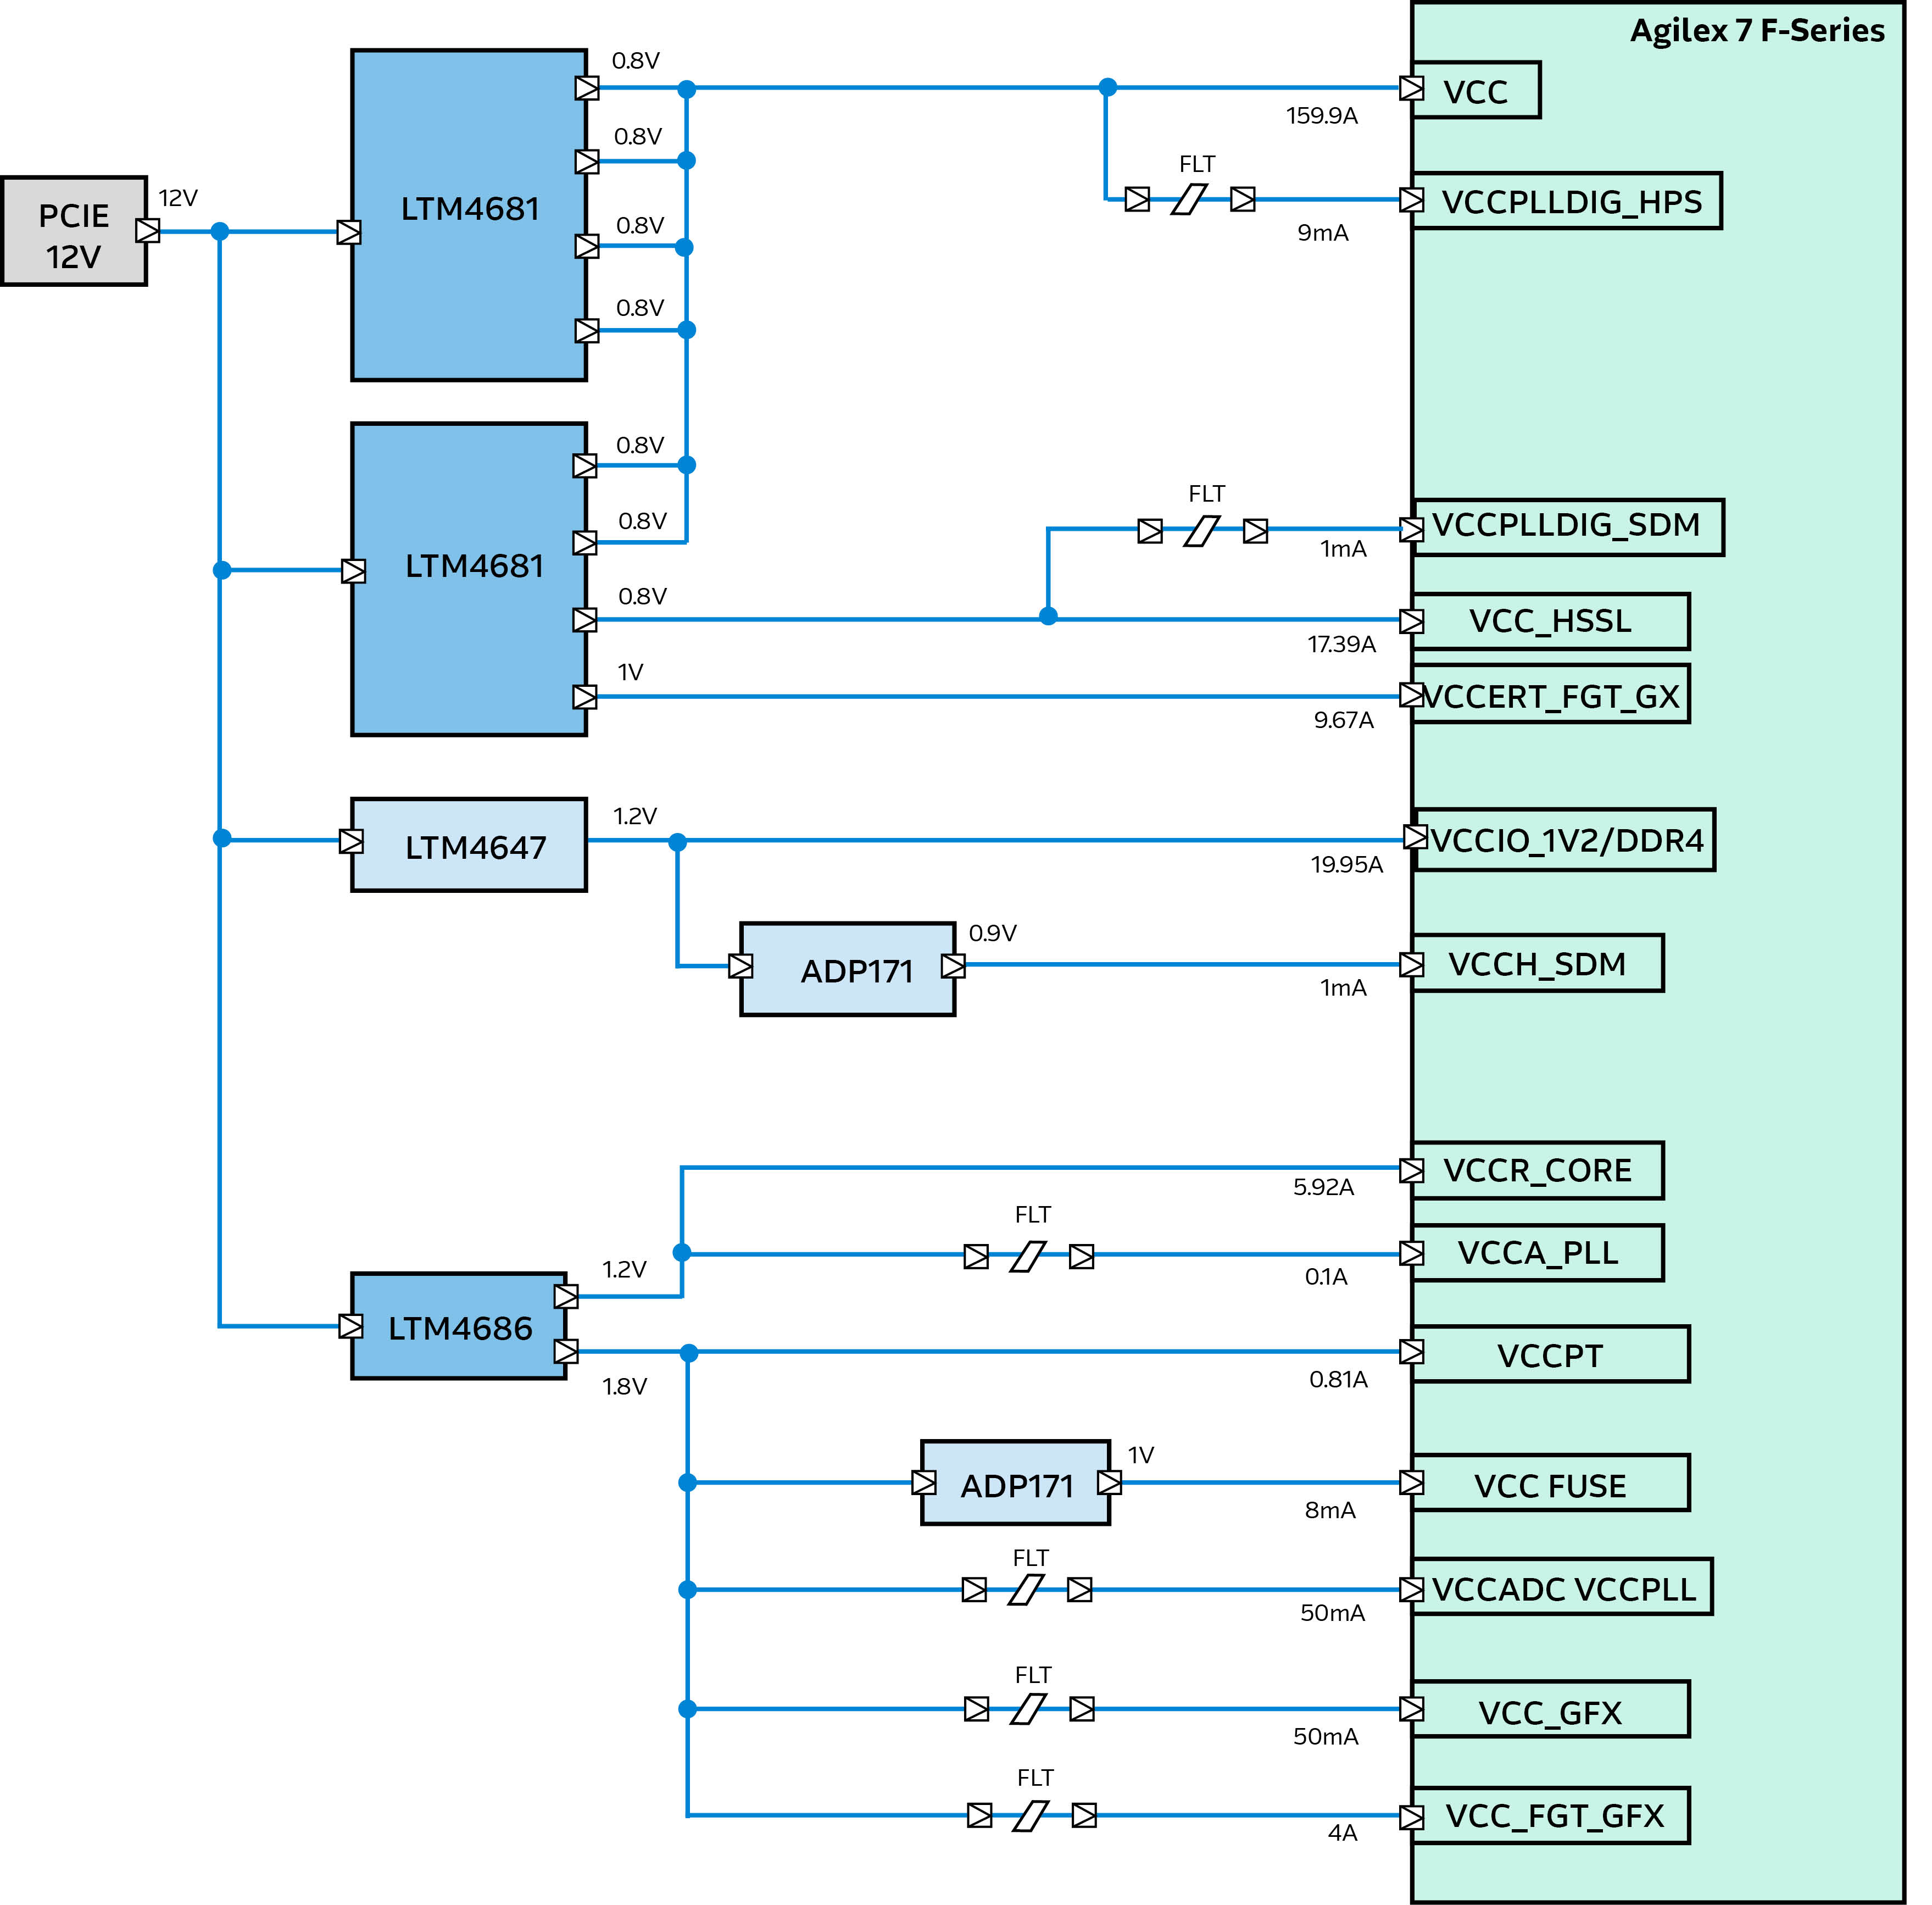 Agilex 7 F-Series
0.8V
VCC
159.9A
0.8V
FLT
PCIE
12V
12V
LTM4681
VCCPLLDIG_HPS
0.8V
9mA
0.8V
0.8V
FLT
0.8V
VCCPLLDIG_SDM
1mA
LTM4681
0.8V
VCC_HSSL
17.39A
1V
VCCERT_FGT_GX
9.67A
1.2V
LTM4647
VCCIO_1V2/DDR4
19.95A
0.9V
ADP171
VCCH_SDM
1mA
VCCR_CORE
5.92A
FLT
VCCA_PLL
1.2V
0.1A
LTM4686
VCCPT
1.8V
0.81A
1V
ADP171
VCC FUSE
8mA
FLT
VCCADC VCCPLL
50mA
FLT
VCC_GFX
50mA
FLT
VCC_FGT_GFX
4A